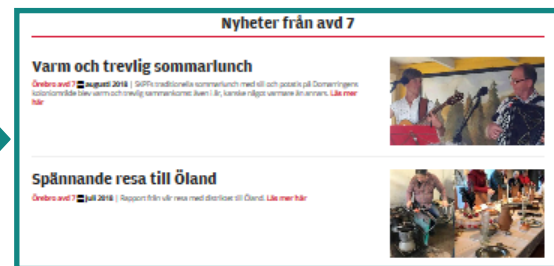 Nyheter från avd 7
Varm och trevlig sommarlunch
Örebro avd 7 augusti 2018 | SKPFs traditionella sommarlunch med sill och potatis på Domarringens
koloniområde blev varm och trevlig sammankomst även i år, kanske något varmare än annars. Läs mer
här
Spännande resa till Öland
Örebro avd 7 juli 2018 | Rapport från vår resa med distriktet till Öland. Läs mer här